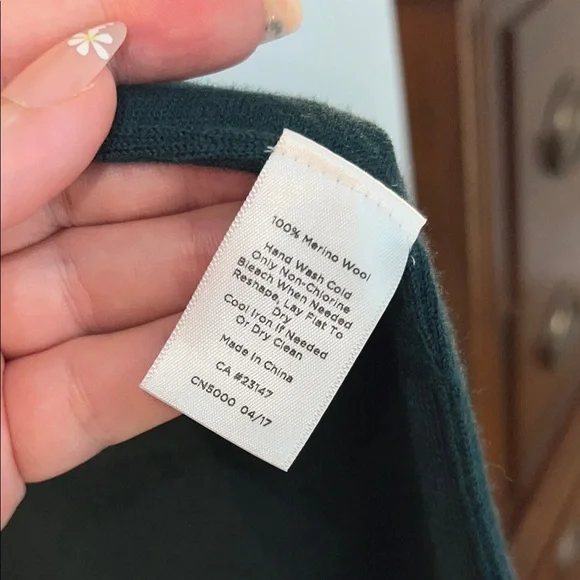 100% Merino Wool
Hand Wash Cold
Only Non-Chlorine
Bleach When Needed
Reshape, Lay Flat To
Dry
Cool Iron If Needed
Or Dry Clean
Made In China
CA #23147
CN5000 04/17